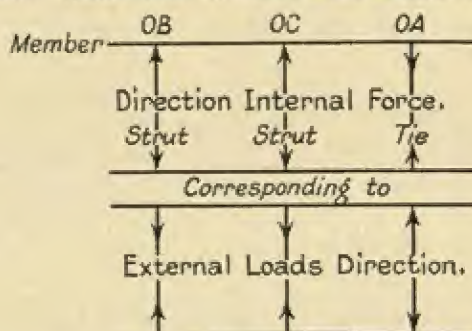 OB OC OA
Member
Direction Internal Force.
Strut Strut Tie
Corresponding to
External Loads Direction.